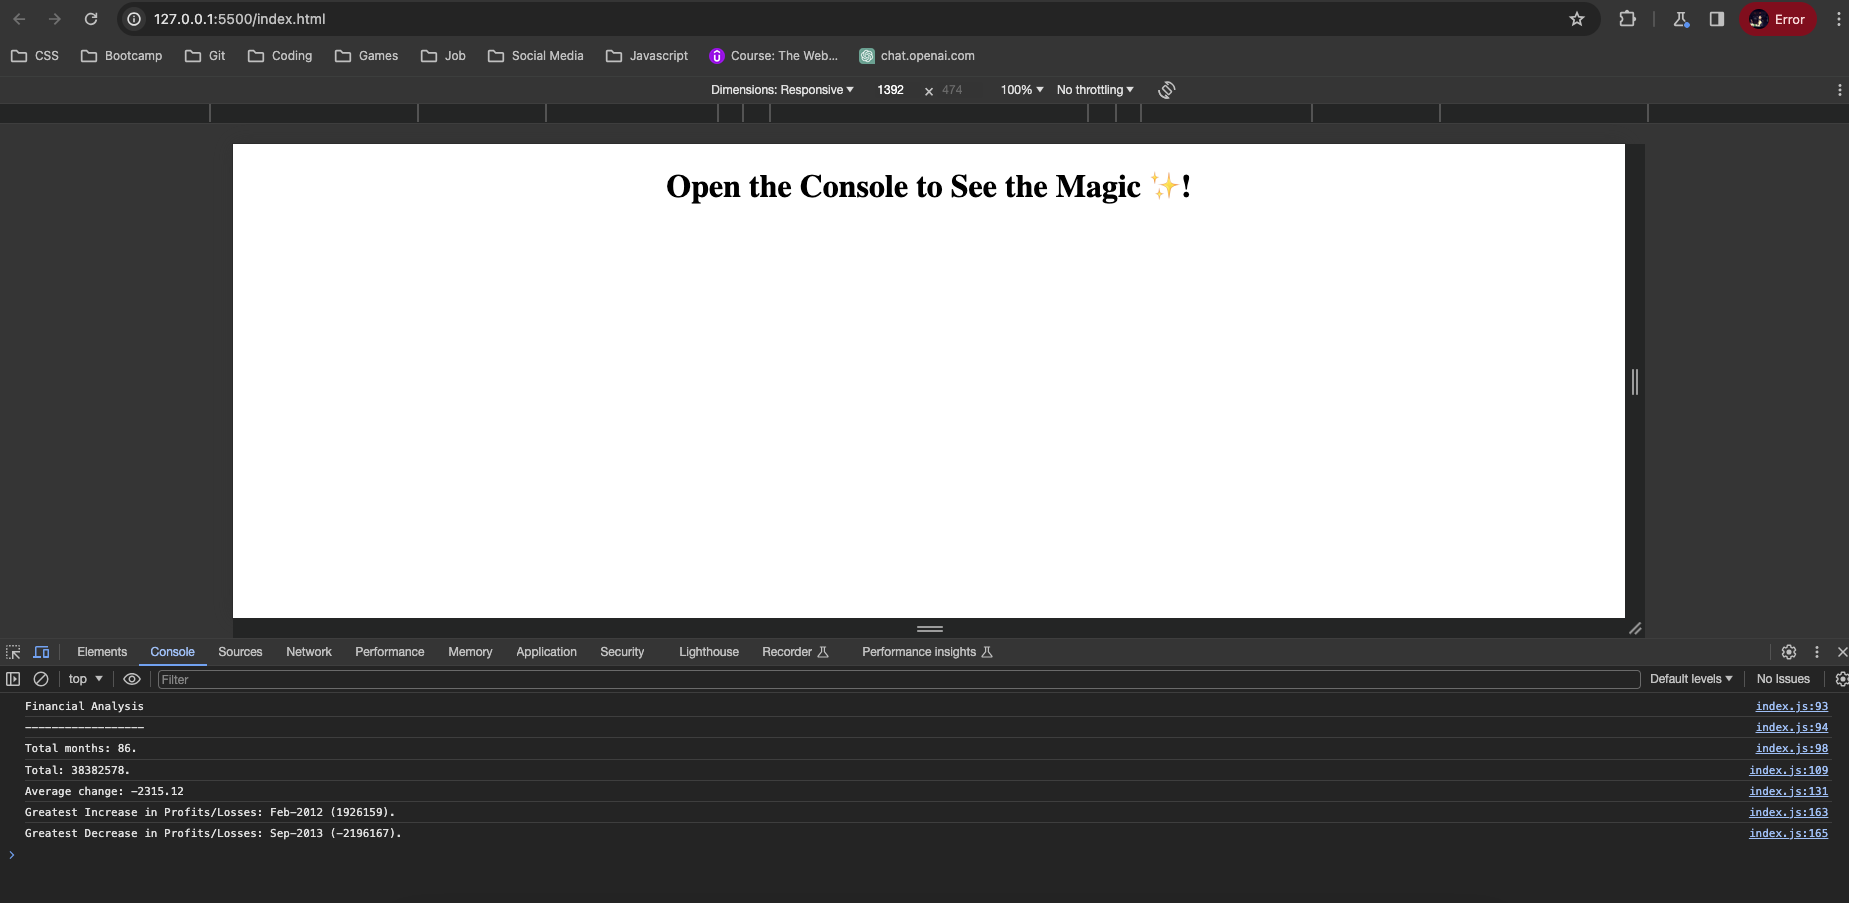 127.0.0.1:5500/index.html Error
CSS Bootcamp Git Coding Games Job Social Media Javascript Course: The Web... chat.openai.com
Dimensions: Responsive 1392 × 474 100% No throttling
Open the Console to See the Magic ✨!
Elements Console Sources Network Performance Memory Application Security Lighthouse Recorder Performance insights
top Filter Default levels No Issues
Financial Analysis index.js:93
------------------ index.js:94
Total months: 86. index.js:98
Total: 38382578. index.js:109
Average change: -2315.12 index.js:131
Greatest Increase in Profits/Losses: Feb-2012 (1926159). index.js:163
Greatest Decrease in Profits/Losses: Sep-2013 (-2196167). index.js:165